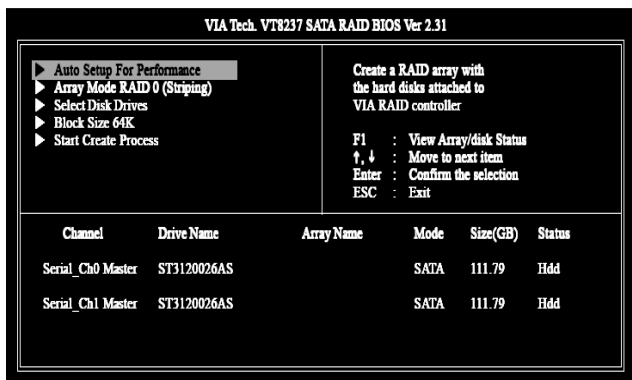 VIA Tech. VT8237 SATA RAID BIOS Ver 2.31
Auto Setup For Performance
Array Mode RAID 0 (Striping)
Select Disk Drives
Block Size 64K
Start Create Process
Create a RAID array with
the hard disks attached to
VIA RAID controller
F1 : View Array/disk Status
↑, ↓ : Move to next item
Enter : Confirm the selection
ESC : Exit
Channel Drive Name Array Name Mode Size(GB) Status
Serial_Ch0 Master ST3120026AS SATA 111.79 Hdd
Serial_Ch1 Master ST3120026AS SATA 111.79 Hdd